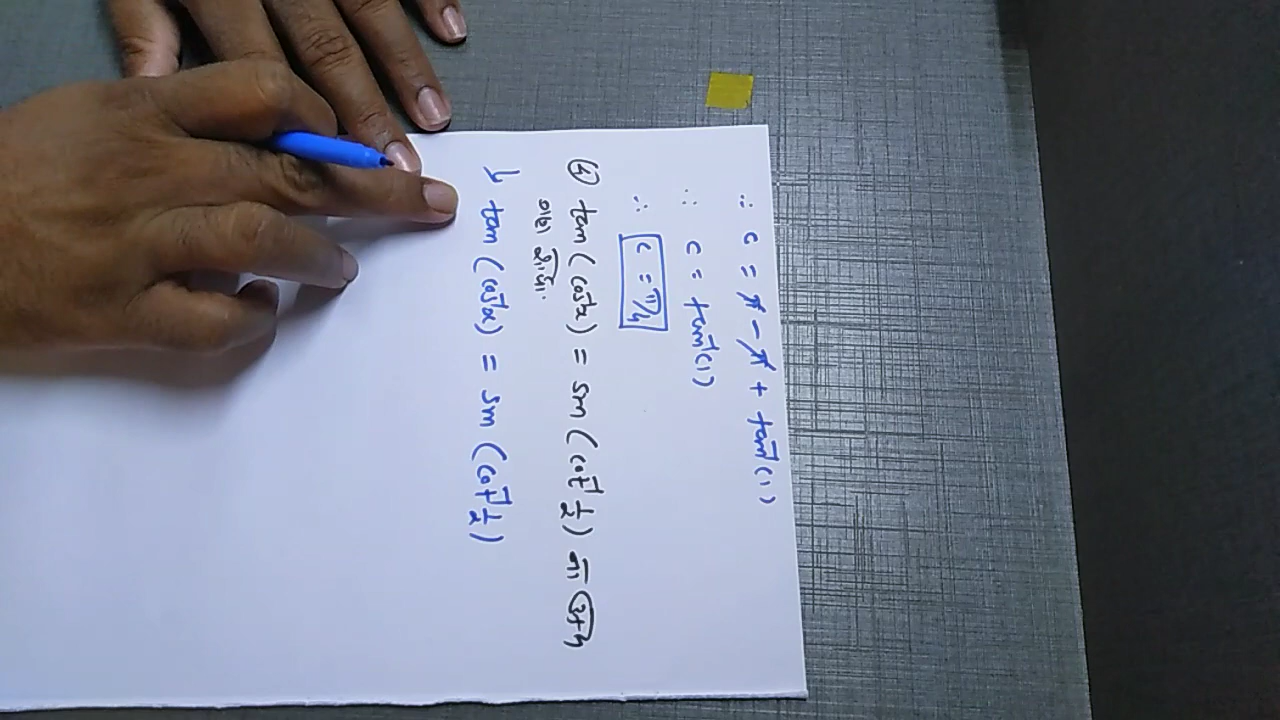 ∴ c = π - π + tan⁻¹(1)
∴ c = tan⁻¹(1)
∴ c = π/4
④ tan(cos⁻¹x) = sin(cot⁻¹ 1/2)
↳ tan(cos⁻¹x) = sin(cot⁻¹ 1/2)